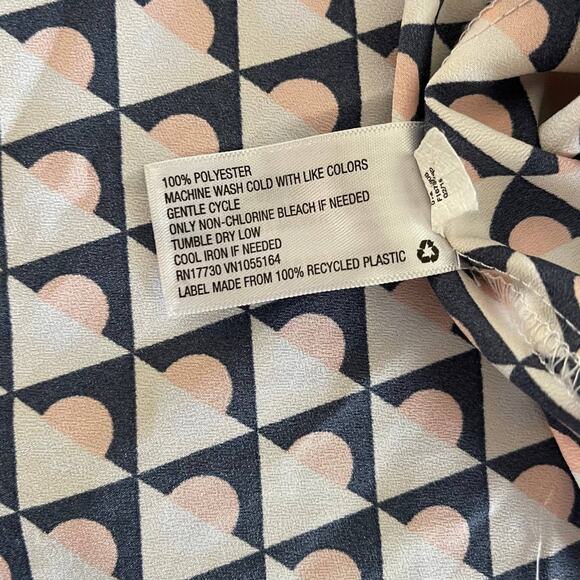 100% POLYESTER
MACHINE WASH COLD WITH LIKE COLORS
GENTLE CYCLE
ONLY NON-CHLORINE BLEACH IF NEEDED
TUMBLE DRY LOW
COOL IRON IF NEEDED
RN17730 VN1055164
LABEL MADE FROM 100% RECYCLED PLASTIC